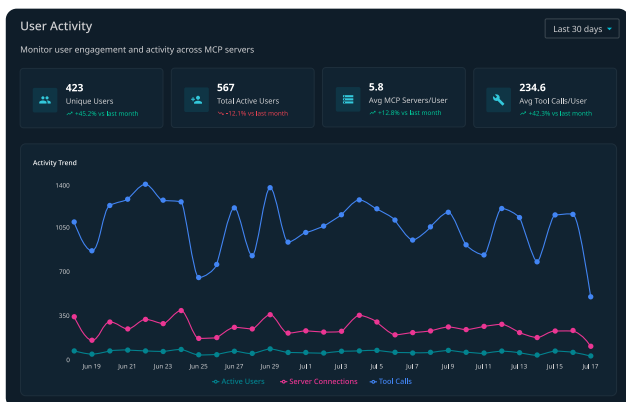 User Activity
Last 30 days
Monitor user engagement and activity across MCP servers
423
Unique Users
+45.2% vs last month
567
Total Active Users
-12.1% vs last month
5.8
Avg MCP Servers/User
+12.8% vs last month
234.6
Avg Tool Calls/User
+42.3% vs last month
Activity Trend
1400
1050
700
350
0
Jun 19 Jun 21 Jun 23 Jun 25 Jun 27 Jun 29 Jul 1 Jul 3 Jul 5 Jul 7 Jul 9 Jul 11 Jul 13 Jul 15 Jul 17
Active Users Server Connections Tool Calls